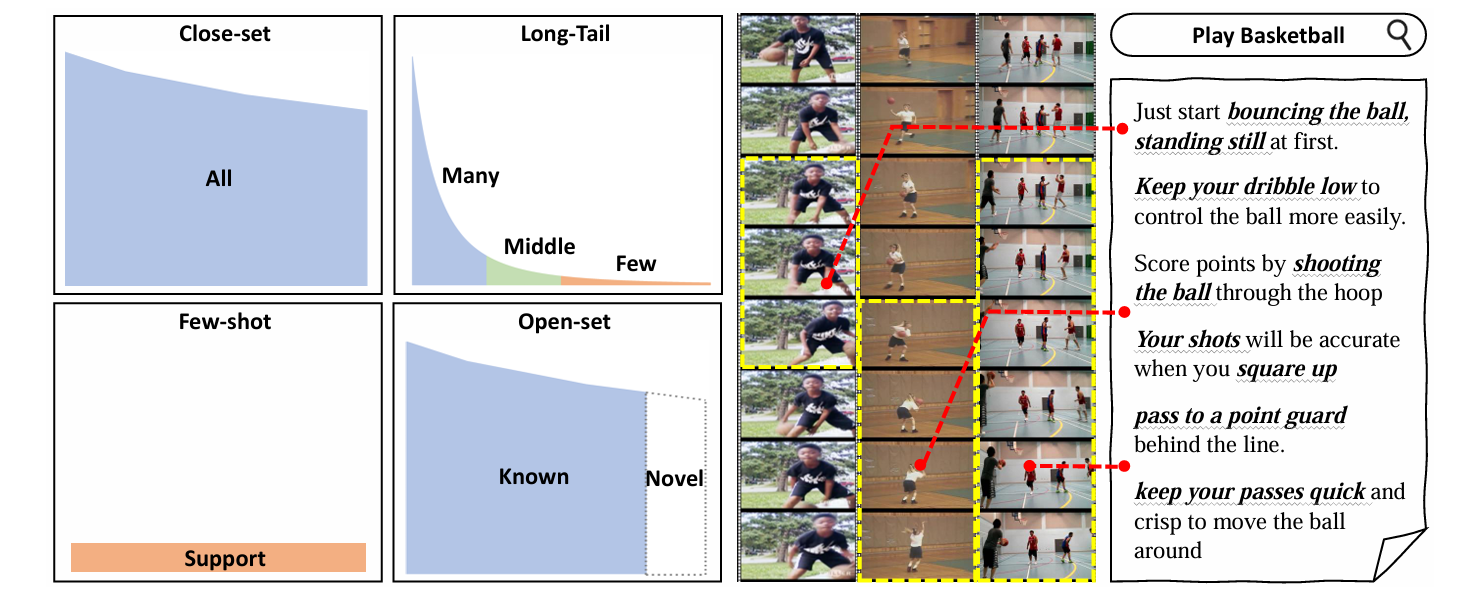 Close-set
All
Long-Tail
Many
Middle
Few
Few-shot
Support
Open-set
Known
Novel
Play Basketball
Just start bouncing the ball,
standing still at first.
Keep your dribble low to
control the ball more easily.
Score points by shooting
the ball through the hoop
Your shots will be accurate
when you square up
pass to a point guard
behind the line.
keep your passes quick and
crisp to move the ball
around